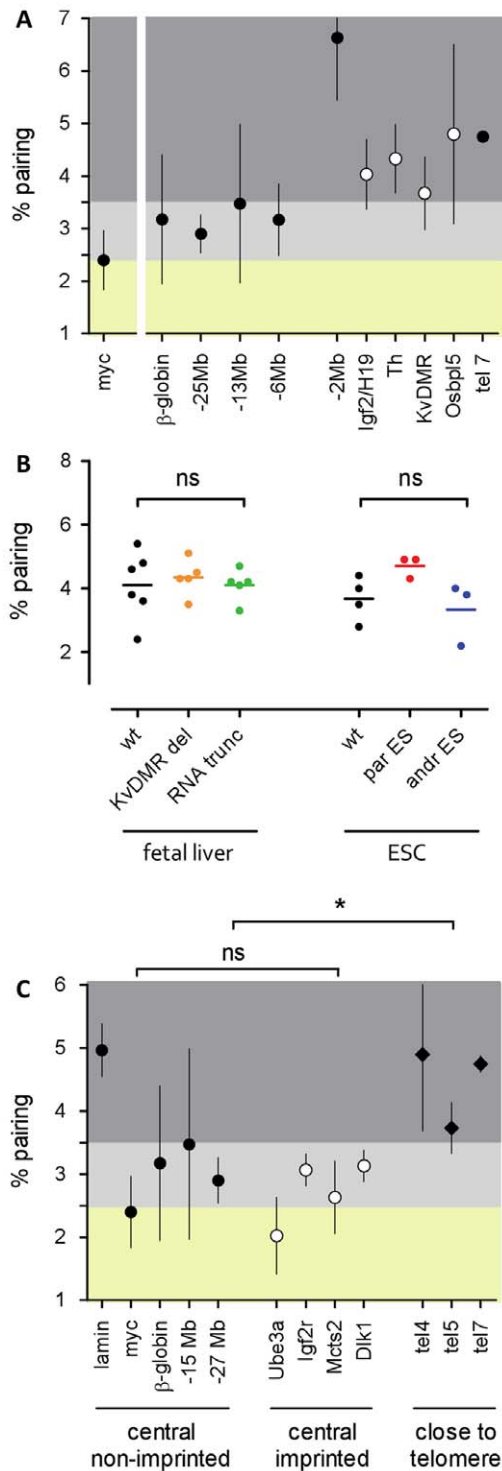 A
7
6
5
4
3
2
1
% pairing
myc
β-globin
-25Mb
-13Mb
-6Mb
-2Mb
Igf2/H19
Th
KvDMR
Osbpl5
tel 7
B
ns
ns
8
6
4
2
% pairing
wt
KvDMR del
RNA trunc
wt
par ES
andr ES
fetal liver
ESC
*
ns
C
6
5
4
3
2
1
% pairing
lamin
myc
β-globin
-15 Mb
-27 Mb
Ube3a
Igf2r
Mcts2
Dlk1
tel4
tel5
tel7
central
non-imprinted
central
imprinted
close to
telomere